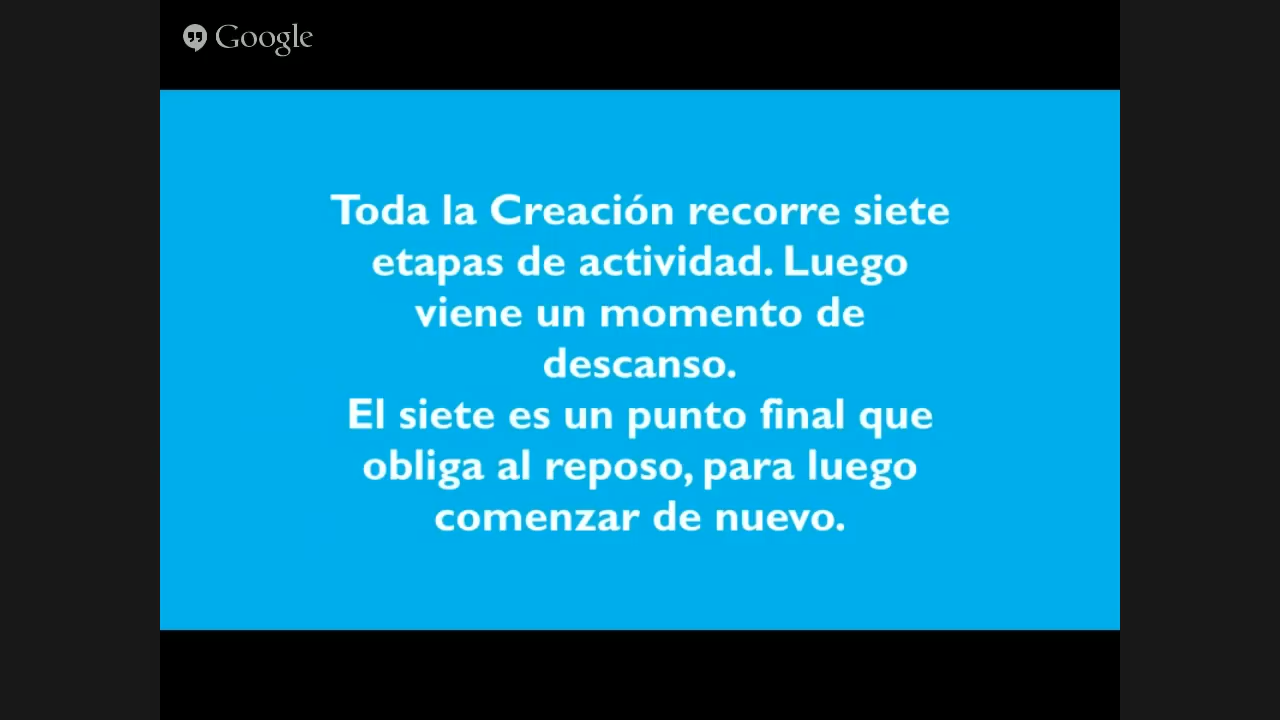 Google
Toda la Creación recorre siete
etapas de actividad. Luego
viene un momento de
descanso.
El siete es un punto final que
obliga al reposo, para luego
comenzar de nuevo.